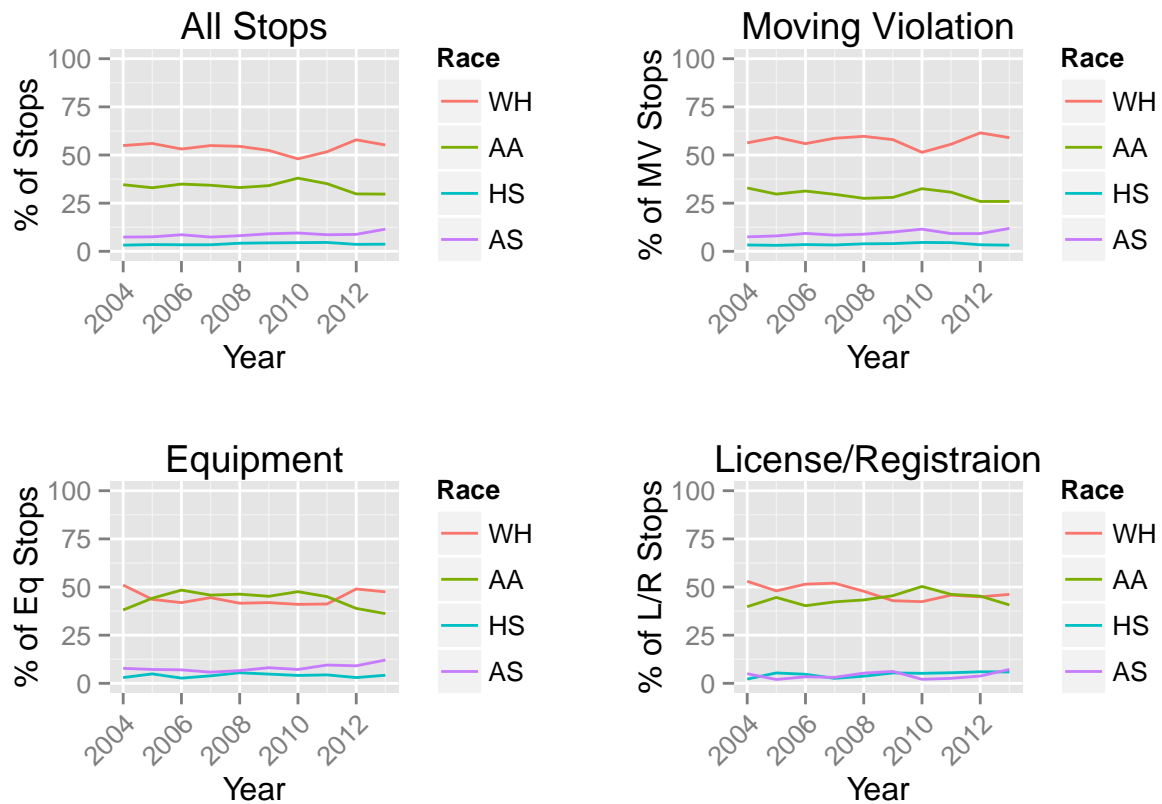 All Stops
% of Stops
100
75
50
25
0
2004
2006
2008
2010
2012
Year
Race
WH
AA
HS
AS
Moving Violation
% of MV Stops
100
75
50
25
0
2004
2006
2008
2010
2012
Year
Race
WH
AA
HS
AS
Equipment
% of Eq Stops
100
75
50
25
0
2004
2006
2008
2010
2012
Year
Race
WH
AA
HS
AS
License/Registraion
% of L/R Stops
100
75
50
25
0
2004
2006
2008
2010
2012
Year
Race
WH
AA
HS
AS